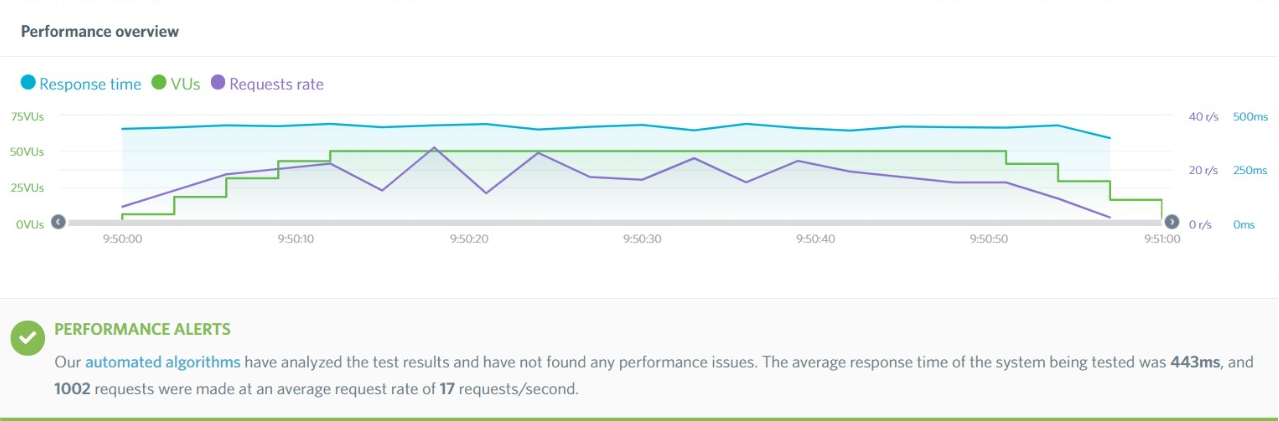 Performance overview
Response time VUs Requests rate
75VUs 40 r/s 500ms
50VUs
25VUs 20 r/s 250ms
0VUs 0 r/s 0ms
9:50:00 9:50:10 9:50:20 9:50:30 9:50:40 9:50:50 9:51:00
PERFORMANCE ALERTS
Our automated algorithms have analyzed the test results and have not found any performance issues. The average response time of the system being tested was 443ms, and
1002 requests were made at an average request rate of 17 requests/second.